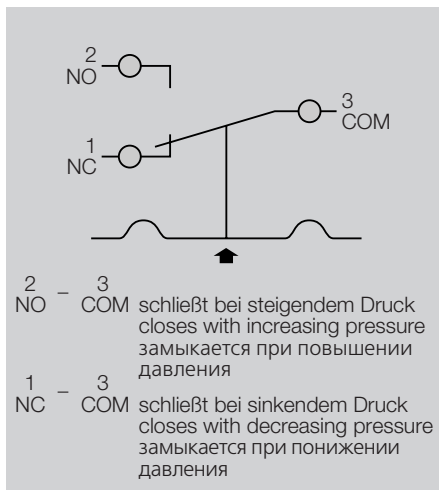 2
NO
3
COM
1
NC
2 3
NO – COM schließt bei steigendem Druck
closes with increasing pressure
замыкается при повышении
давления
1 3
NC – COM schließt bei sinkendem Druck
closes with decreasing pressure
замыкается при понижении
давления